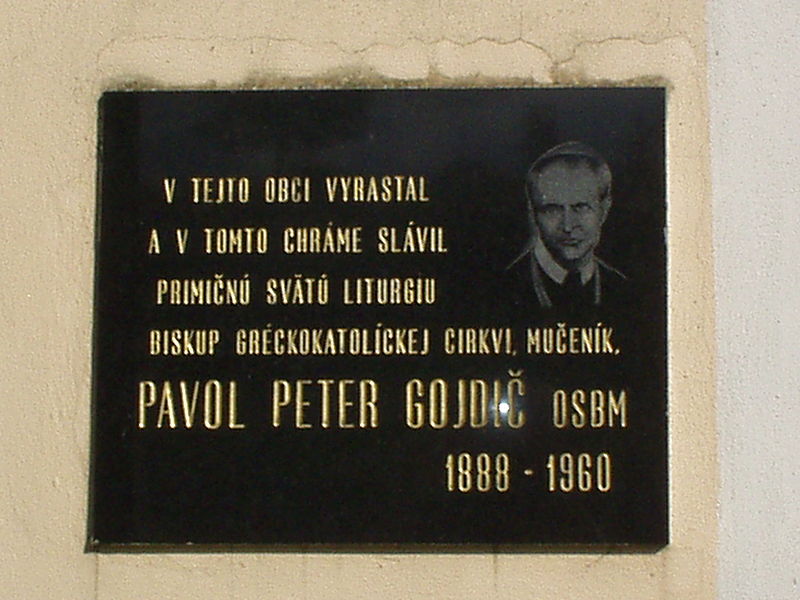 V TEJTO OBCI VYRASTAL
A V TOMTO CHRÁME SLÁVIL
PRIMIČNÚ SVÄTÚ LITURGIU
BISKUP GRÉCKOKATOLÍCKEJ CIRKVI, MUČENÍK,
PAVOL PETER GOJDIČ OSBM
1888 - 1960